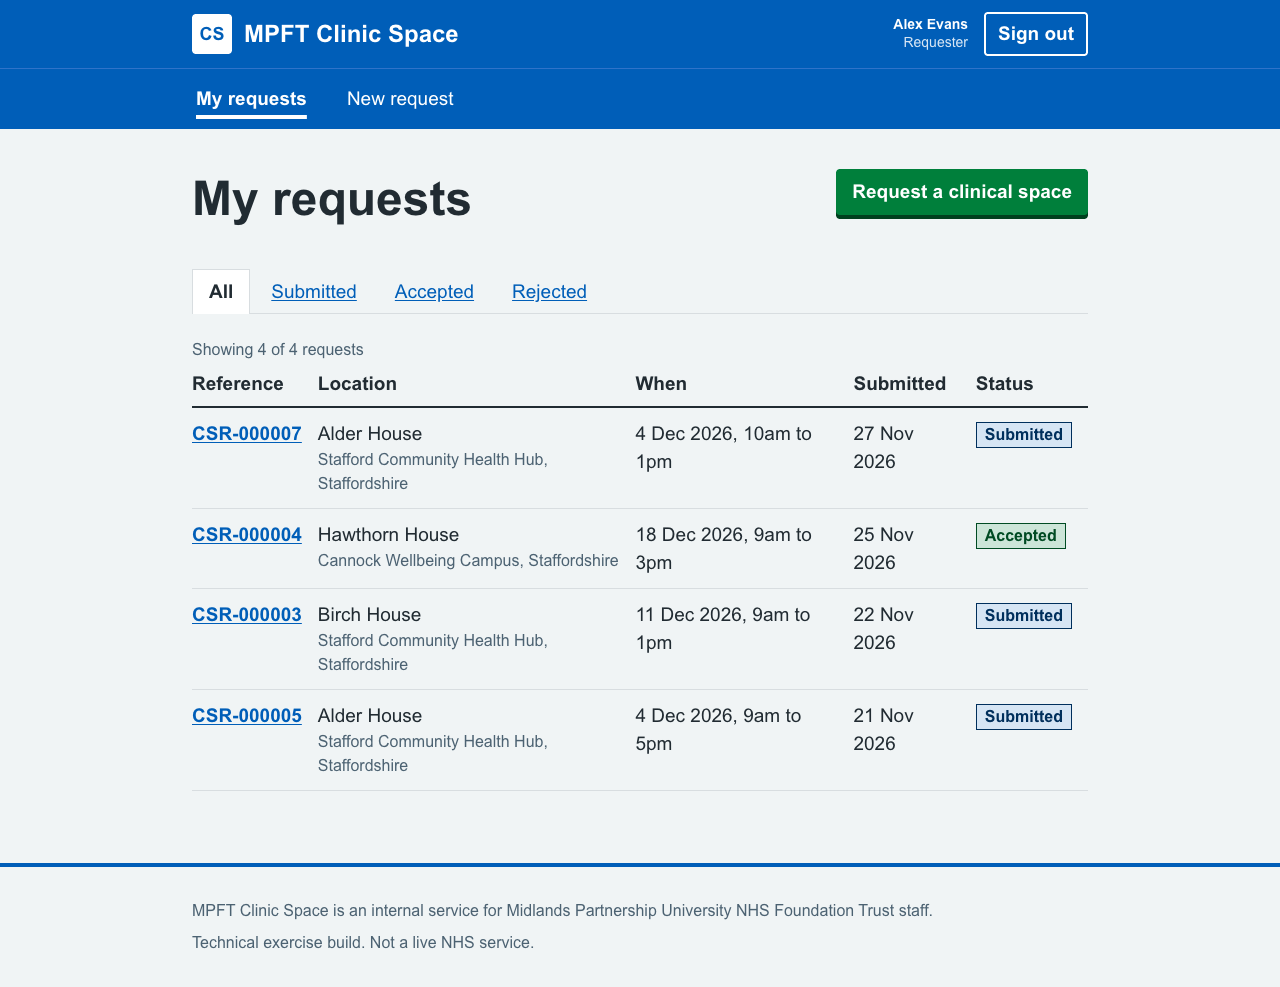 CS MPFT Clinic Space
Alex Evans
Requester
Sign out
My requests New request
My requests
Request a clinical space
All Submitted Accepted Rejected
Showing 4 of 4 requests
Reference Location When Submitted Status
CSR-000007 Alder House 4 Dec 2026, 10am to 27 Nov Submitted
Stafford Community Health Hub, 1pm 2026
Staffordshire
CSR-000004 Hawthorn House 18 Dec 2026, 9am to 25 Nov Accepted
Cannock Wellbeing Campus, Staffordshire 3pm 2026
CSR-000003 Birch House 11 Dec 2026, 9am to 22 Nov Submitted
Stafford Community Health Hub, 1pm 2026
Staffordshire
CSR-000005 Alder House 4 Dec 2026, 9am to 21 Nov Submitted
Stafford Community Health Hub, 5pm 2026
Staffordshire
MPFT Clinic Space is an internal service for Midlands Partnership University NHS Foundation Trust staff.
Technical exercise build. Not a live NHS service.